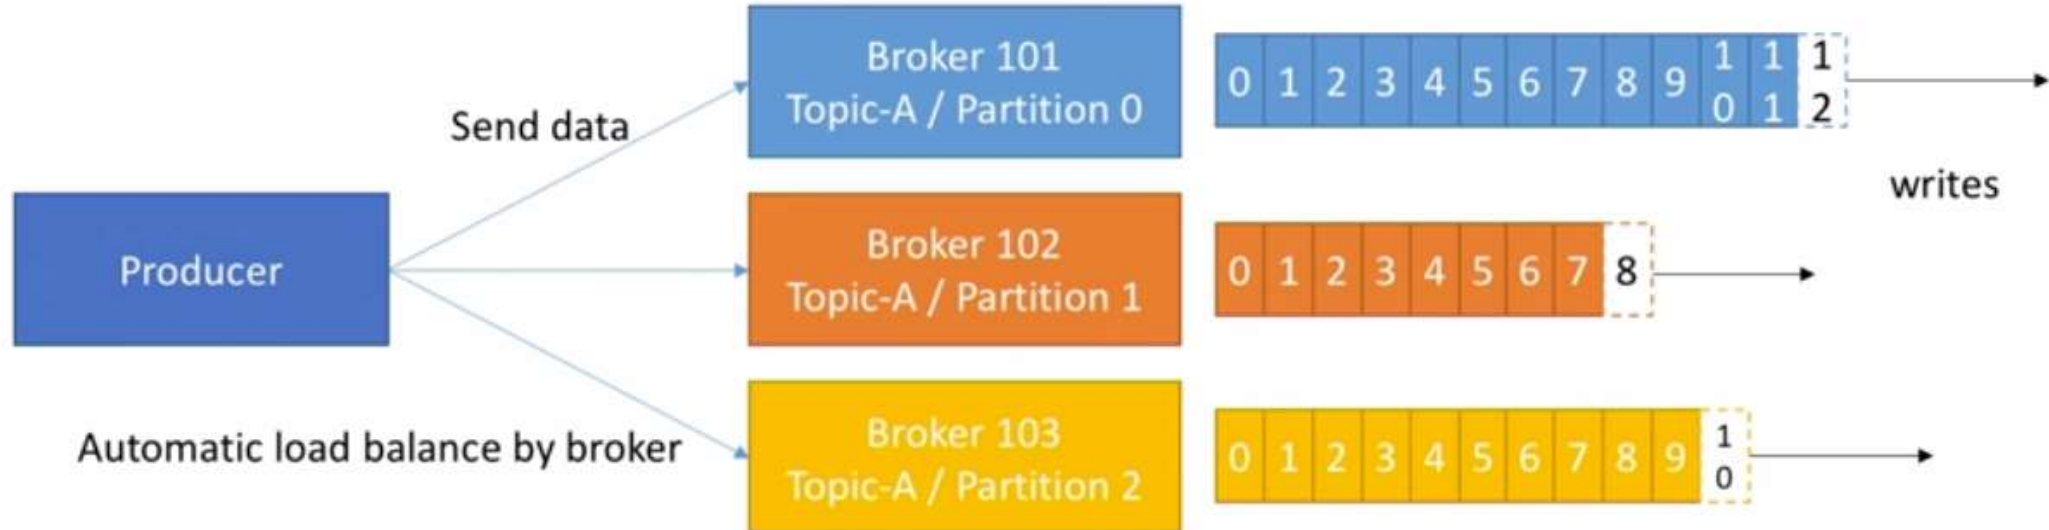 Broker 101
Topic-A / Partition 0
0 1 2 3 4 5 6 7 8 9 10 11 12
Send data
writes
Producer
Broker 102
Topic-A / Partition 1
0 1 2 3 4 5 6 7 8
Automatic load balance by broker
Broker 103
Topic-A / Partition 2
0 1 2 3 4 5 6 7 8 9 10